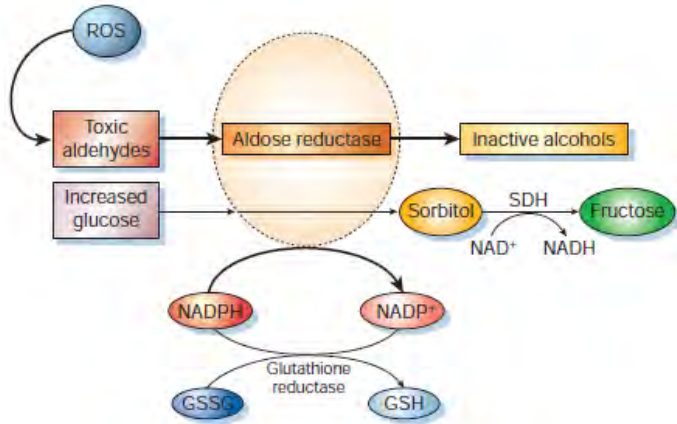 ROS
Toxic
aldehydes
Aldose reductase
Inactive alcohols
Increased
glucose
Sorbitol
SDH
Fructose
NAD⁺
NADH
NADPH
NADP⁺
Glutathione
reductase
GSSG
GSH